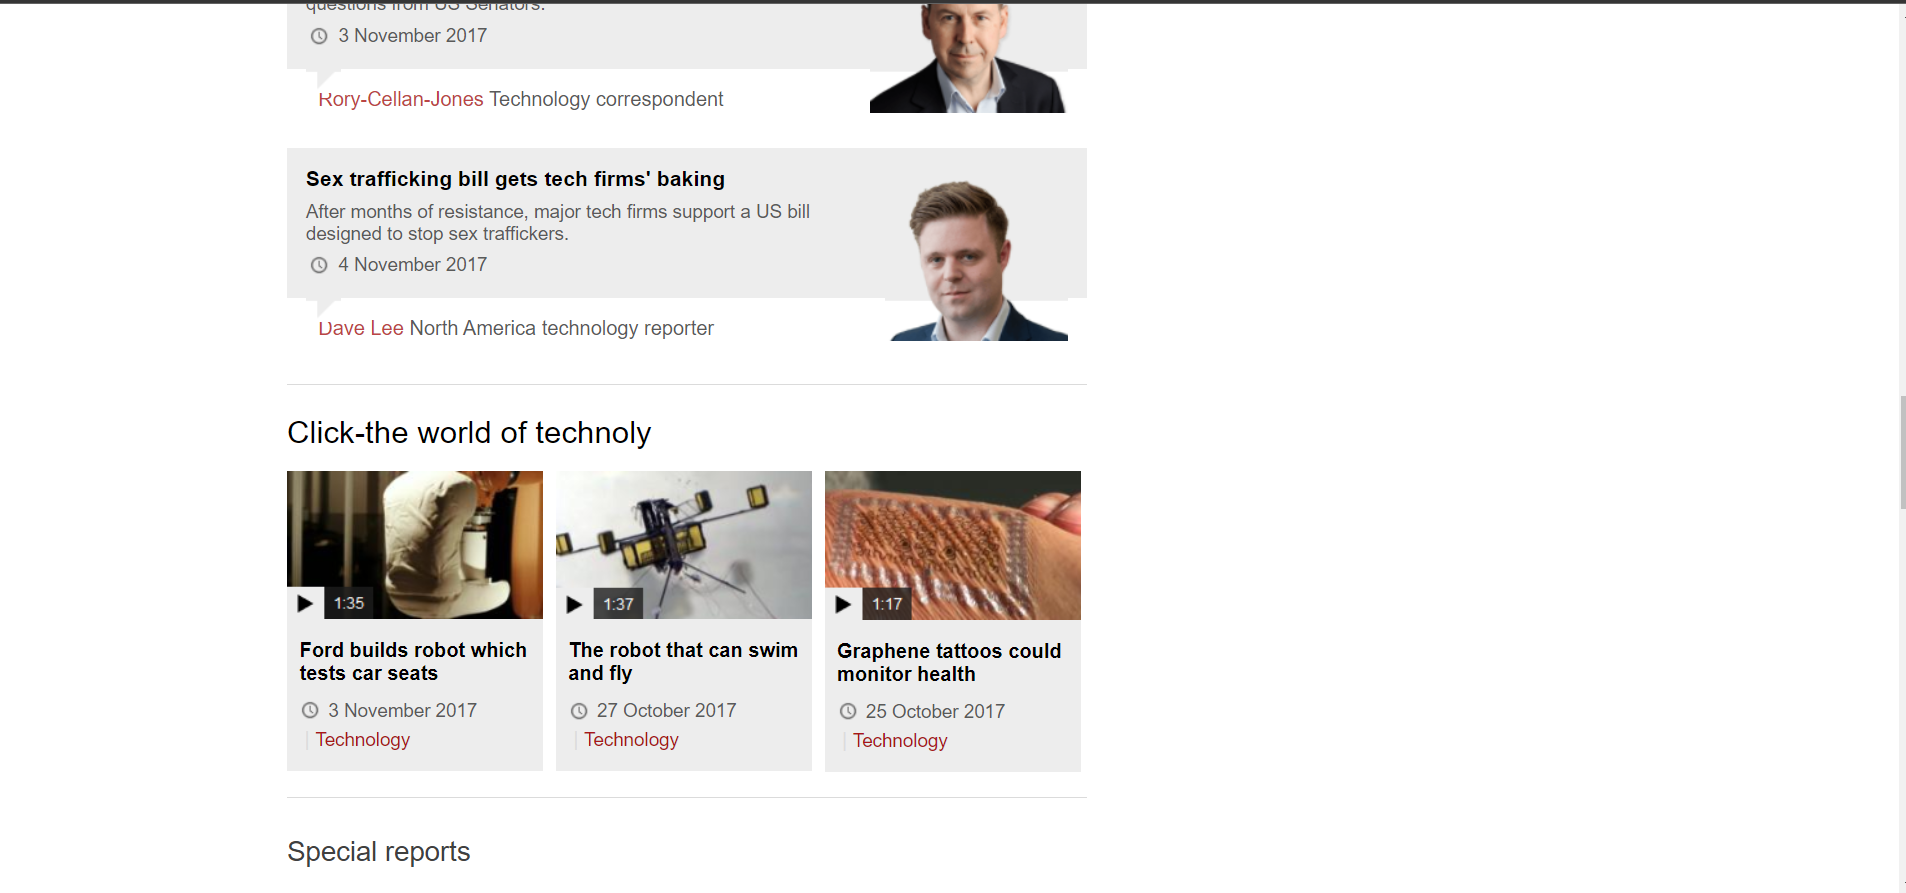 questions from US Senators.
3 November 2017
Rory-Cellan-Jones Technology correspondent
Sex trafficking bill gets tech firms' baking
After months of resistance, major tech firms support a US bill
designed to stop sex traffickers.
4 November 2017
Dave Lee North America technology reporter
Click-the world of technoly
1:35
Ford builds robot which
tests car seats
3 November 2017
Technology
1:37
The robot that can swim
and fly
27 October 2017
Technology
1:17
Graphene tattoos could
monitor health
25 October 2017
Technology
Special reports